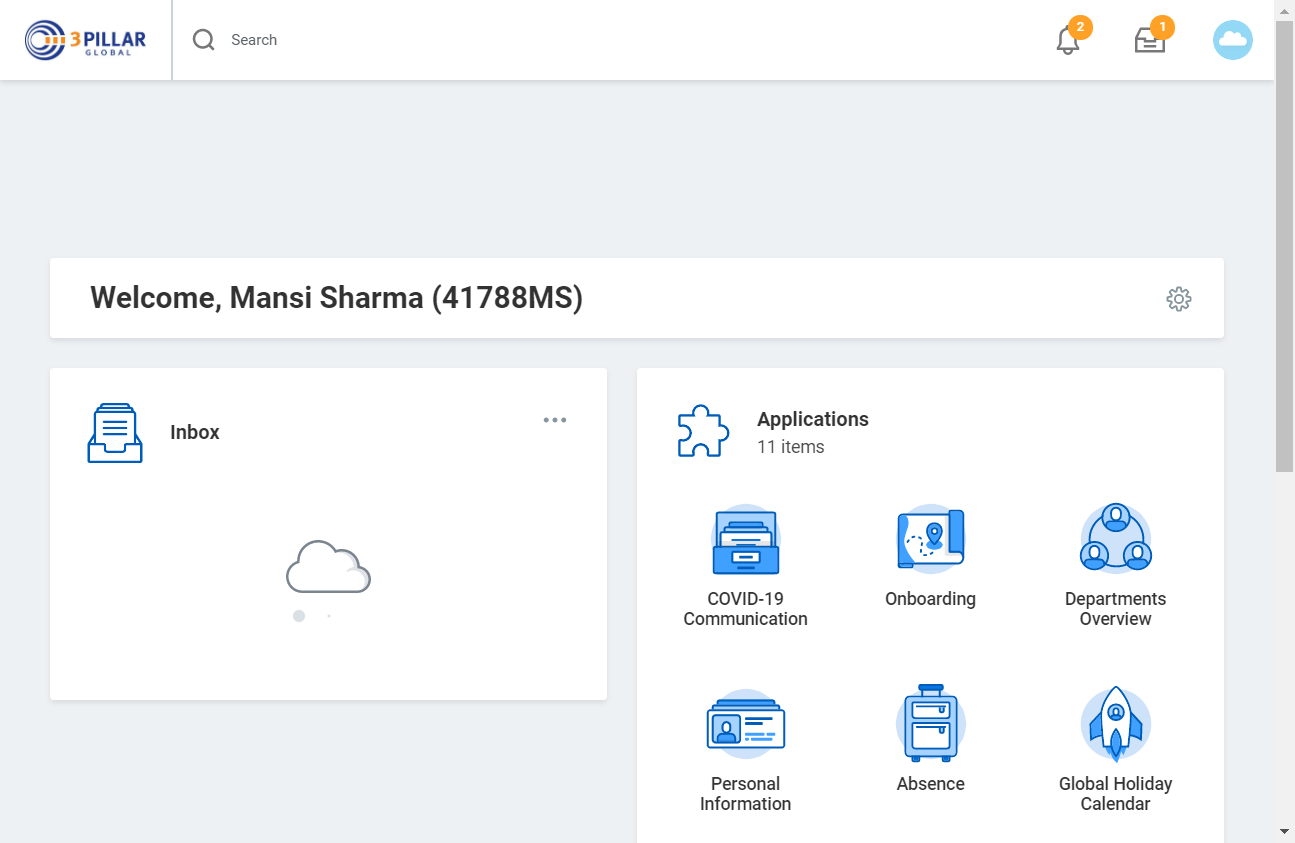 3PILLAR
GLOBAL
Search
2
1
Welcome, Mansi Sharma (41788MS)
Inbox
Applications
11 items
COVID-19
Communication
Onboarding
Departments
Overview
Personal
Information
Absence
Global Holiday
Calendar